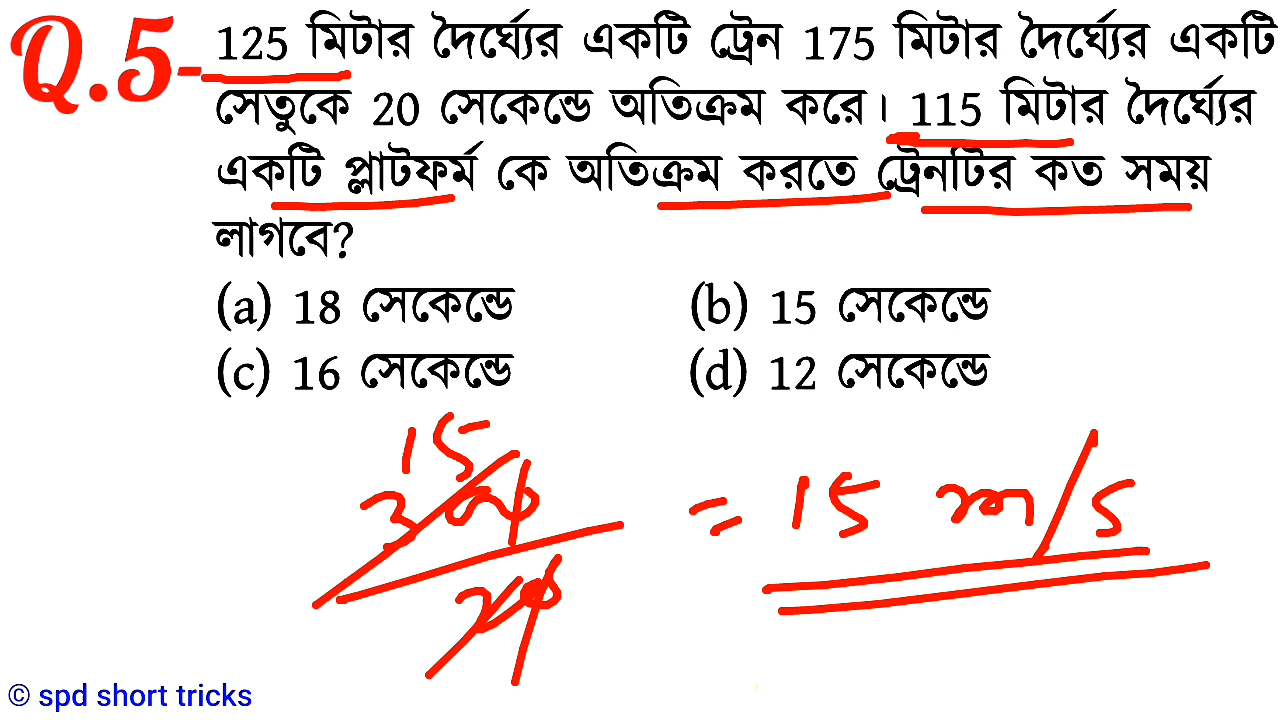 Q.5- 125 মিটার দৈর্ঘ্যের একটি ট্রেন 175 মিটার দৈর্ঘ্যের একটি
সেতুকে 20 সেকেন্ডে অতিক্রম করে। 115 মিটার দৈর্ঘ্যের
একটি প্লাটফর্ম কে অতিক্রম করতে ট্রেনটির কত সময়
লাগবে?
(a) 18 সেকেন্ডে (b) 15 সেকেন্ডে
(c) 16 সেকেন্ডে (d) 12 সেকেন্ডে
15
300 = 15 m/s
20
© spd short tricks